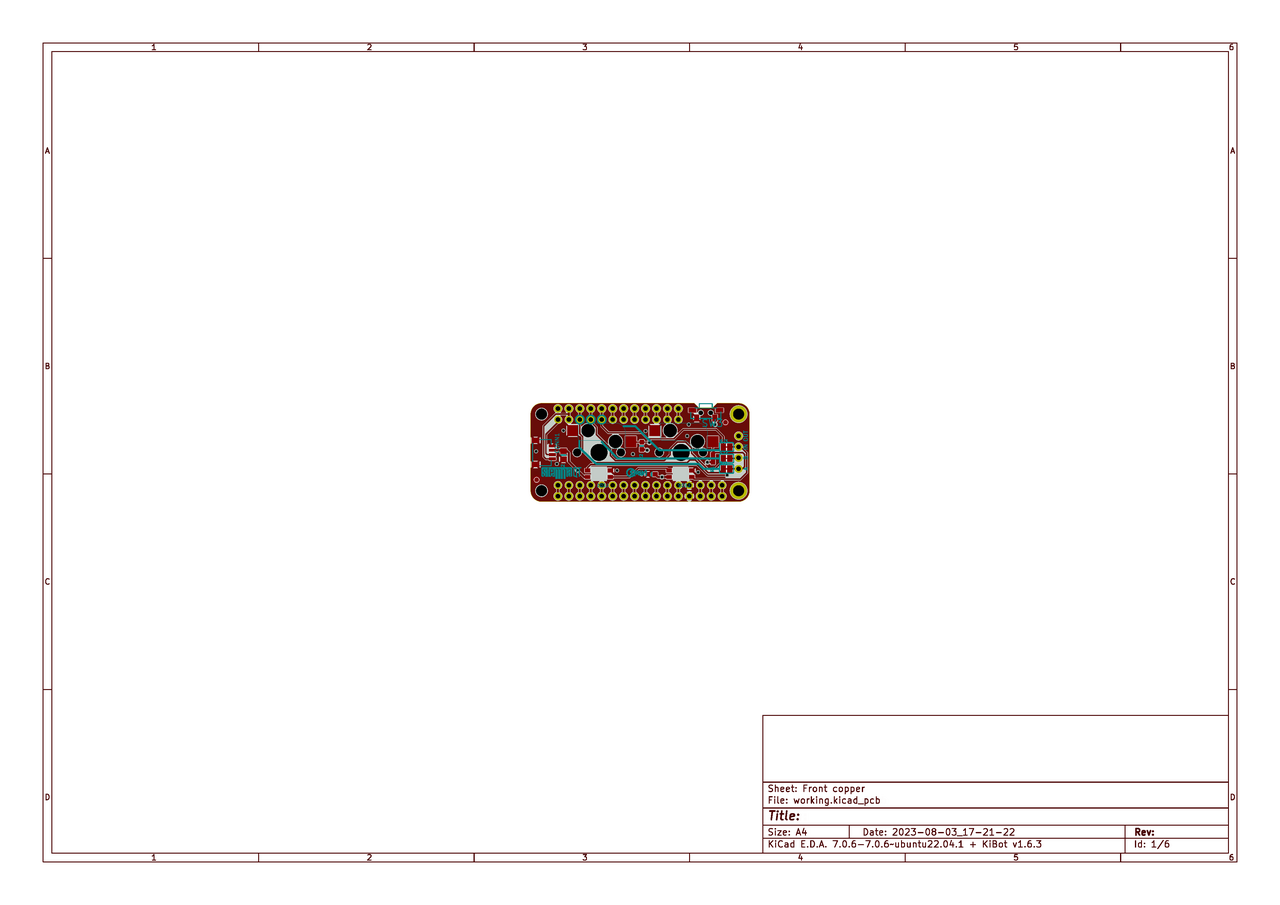 1 2 3 4 5 6
A A
B B
C C
D D
Sheet: Front copper
File: working.kicad_pcb
Title:
Size: A4 Date: 2023-08-03_17-21-22 Rev:
KiCad E.D.A. 7.0.6-7.0.6~ubuntu22.04.1 + KiBot v1.6.3 Id: 1/6
1 2 3 4 5 6